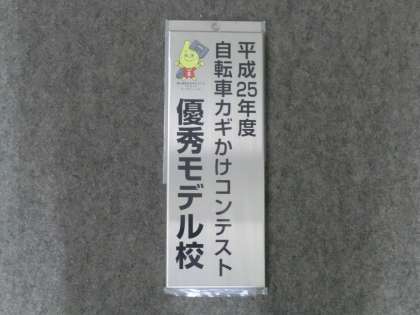 平成25年度
自転車カギかけコンテスト
優秀モデル校